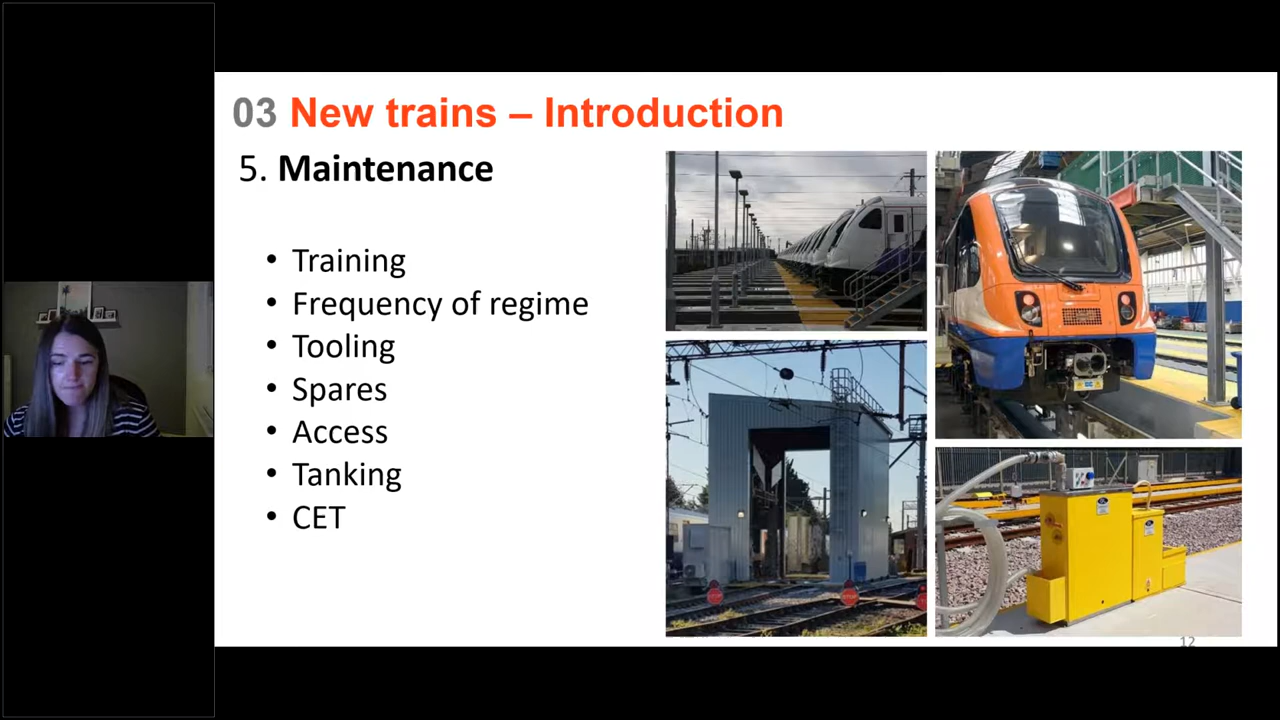 03 New trains – Introduction
5. Maintenance
• Training
• Frequency of regime
• Tooling
• Spares
• Access
• Tanking
• CET
12